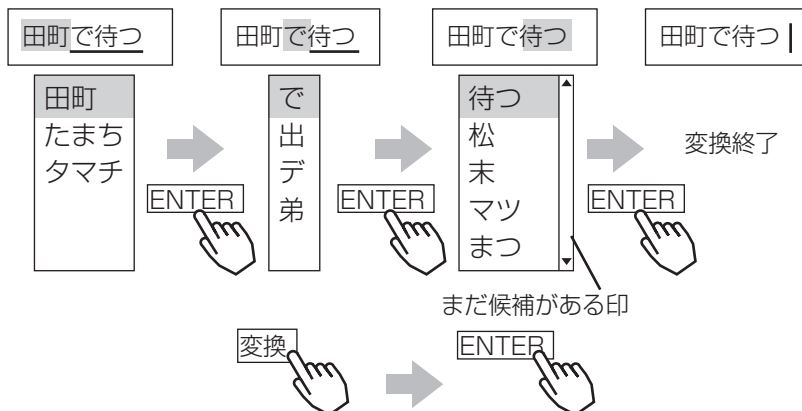 田町で待つ
田町で待つ
田町で待つ
田町で待つ
田町
たまち
タマチ
ENTER
で
出
デ
弟
ENTER
待つ
松
末
マツ
まつ
ENTER
変換終了
まだ候補がある印
変換
ENTER